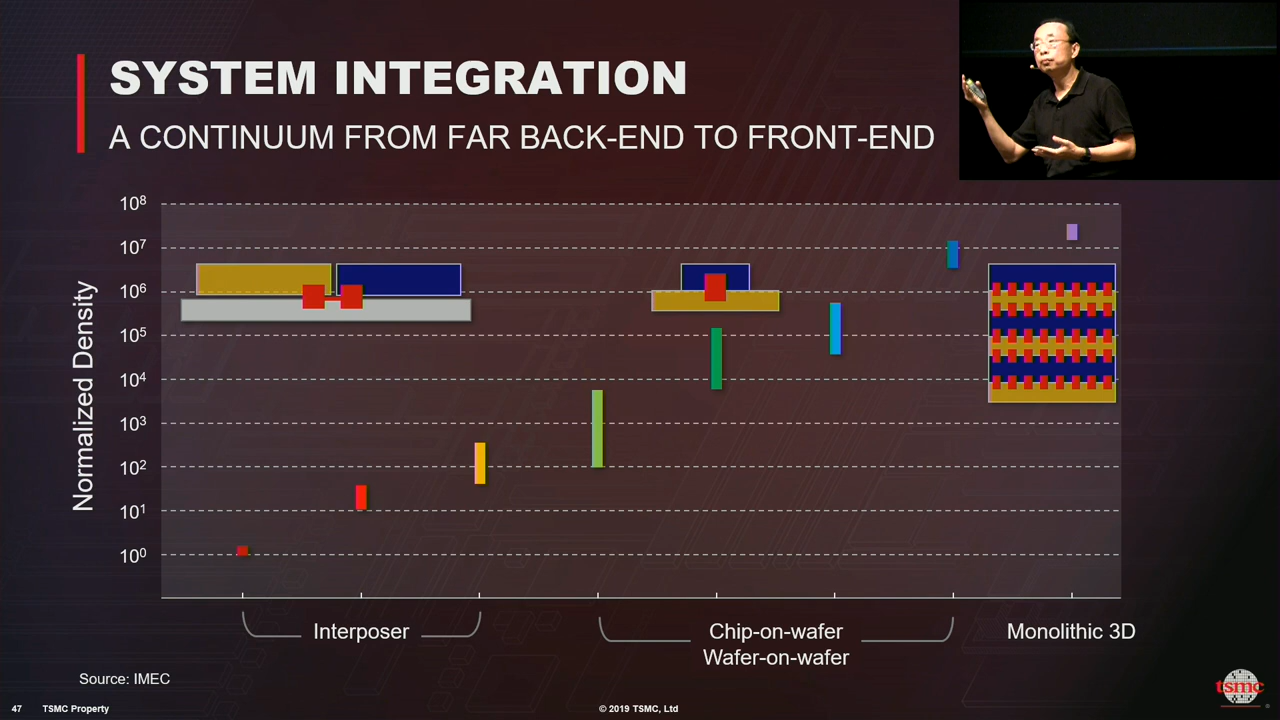 SYSTEM INTEGRATION
A CONTINUUM FROM FAR BACK-END TO FRONT-END
Normalized Density
10⁸
10⁷
10⁶
10⁵
10⁴
10³
10²
10¹
10⁰
Interposer
Chip-on-wafer
Wafer-on-wafer
Monolithic 3D
Source: IMEC
tsmc
47 TSMC Property © 2019 TSMC, Ltd